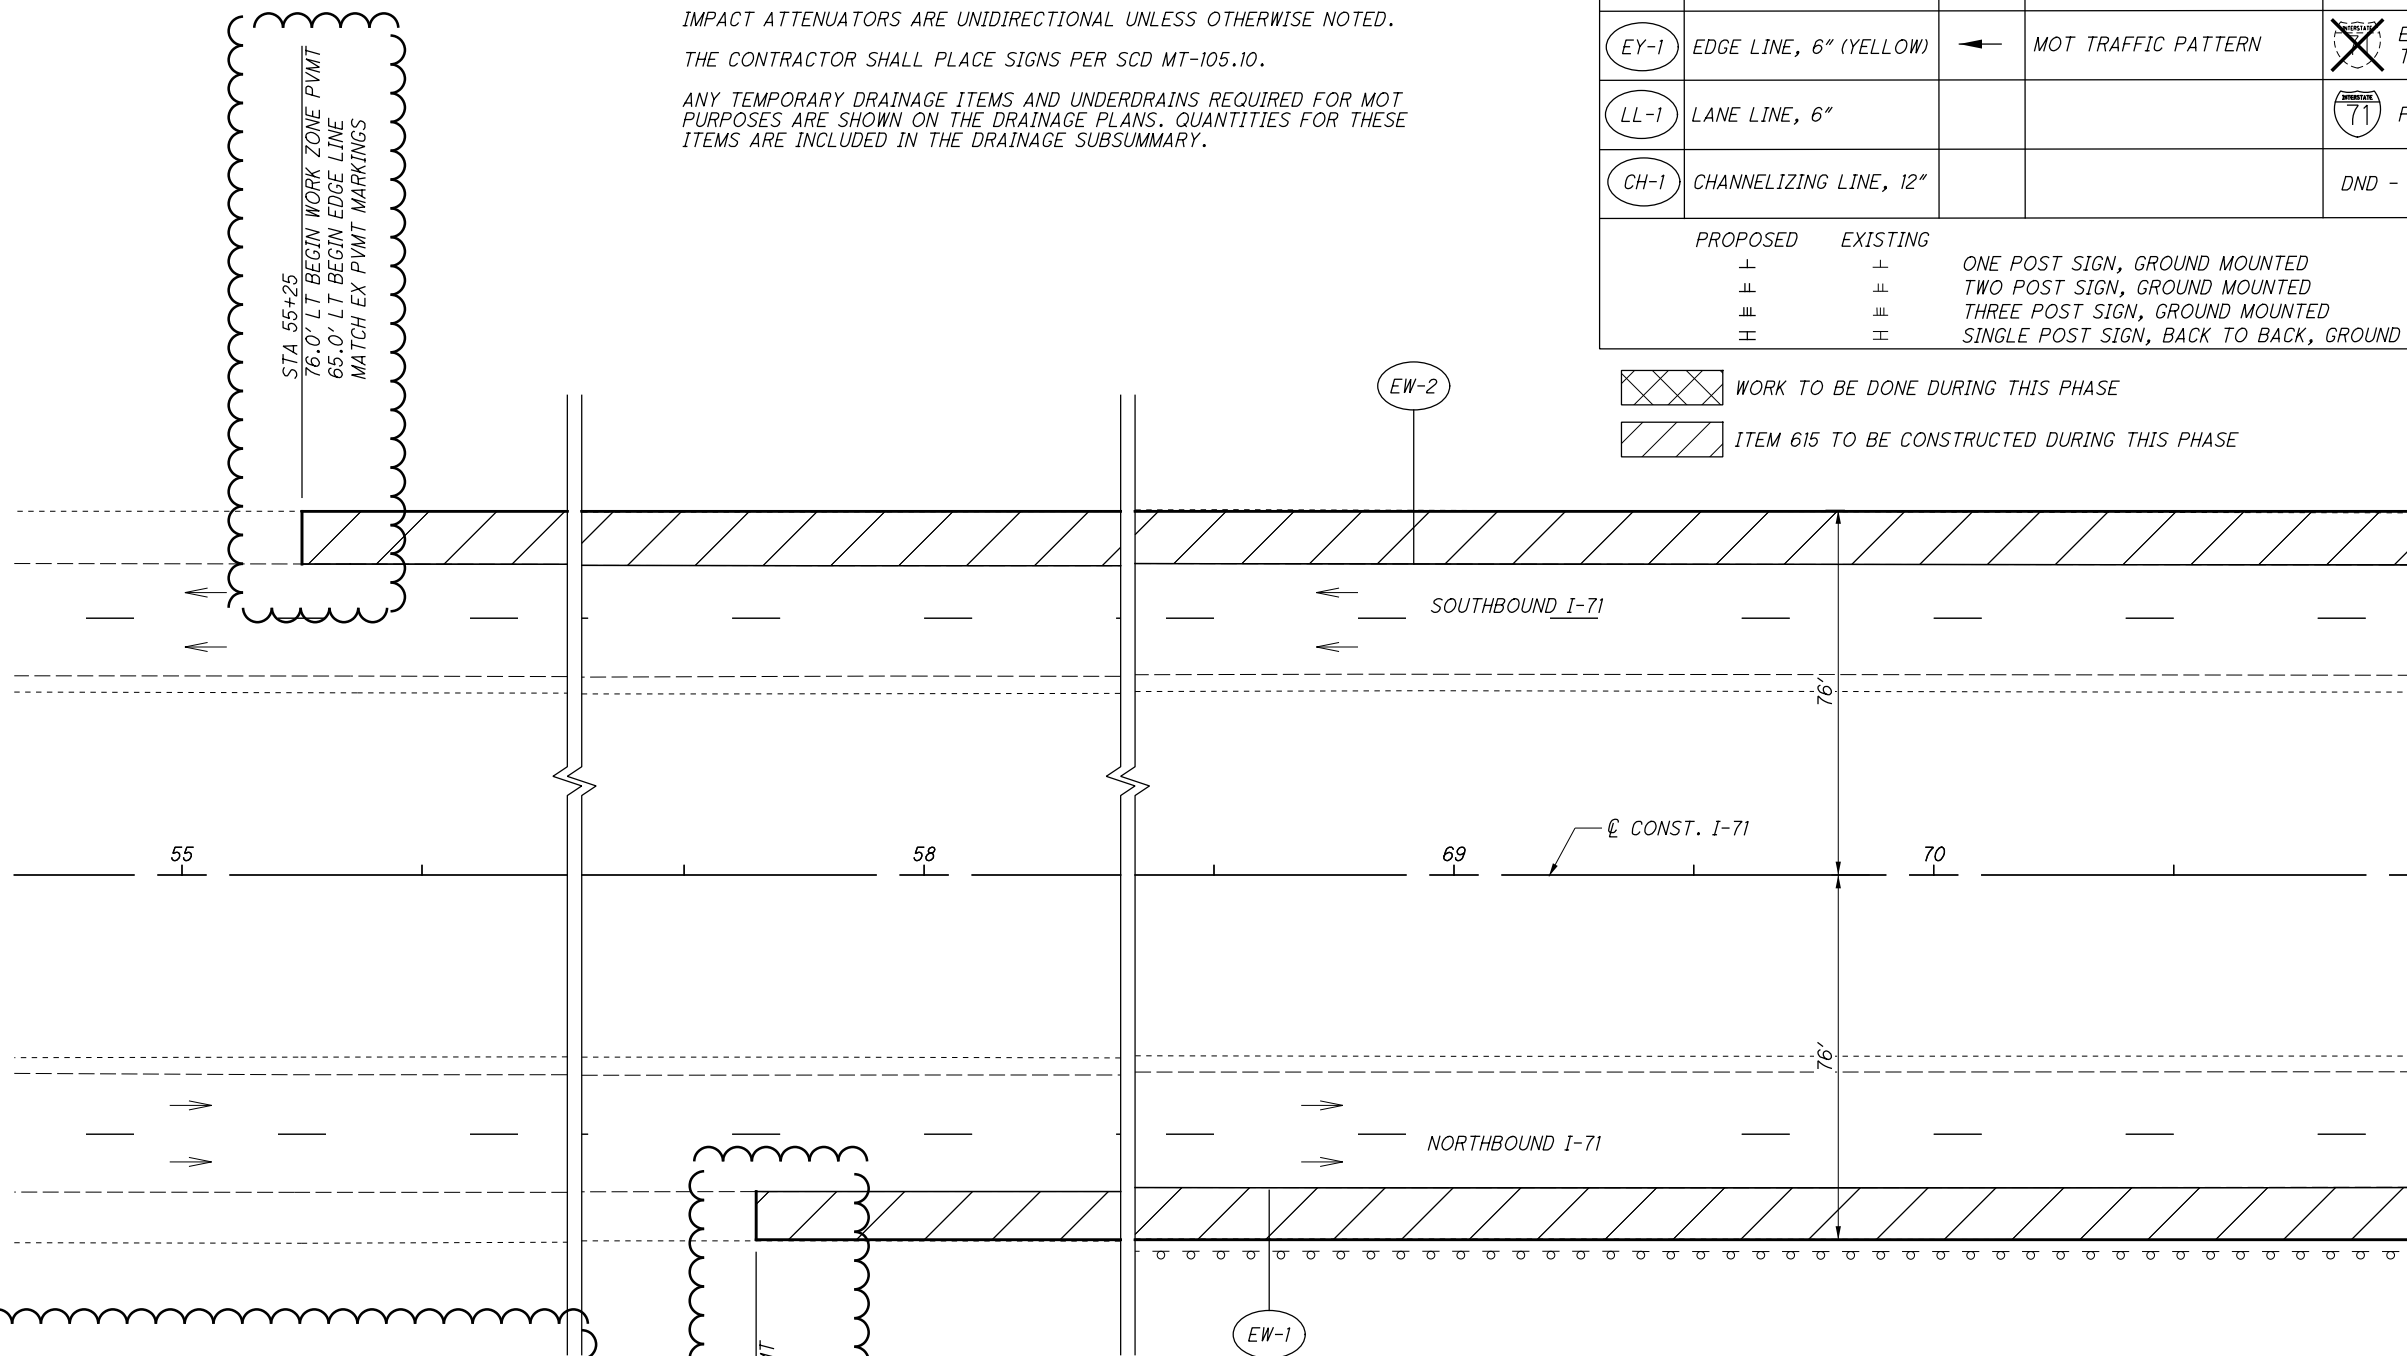 IMPACT ATTENUATORS ARE UNIDIRECTIONAL UNLESS OTHERWISE NOTED.
THE CONTRACTOR SHALL PLACE SIGNS PER SCD MT-105.10.
ANY TEMPORARY DRAINAGE ITEMS AND UNDERDRAINS REQUIRED FOR MOT
PURPOSES ARE SHOWN ON THE DRAINAGE PLANS. QUANTITIES FOR THESE
ITEMS ARE INCLUDED IN THE DRAINAGE SUBSUMMARY.
EY-1 EDGE LINE, 6" (YELLOW) MOT TRAFFIC PATTERN INTERSTATE 71
LL-1 LANE LINE, 6" INTERSTATE 71
CH-1 CHANNELIZING LINE, 12" DND -
PROPOSED EXISTING
ONE POST SIGN, GROUND MOUNTED
TWO POST SIGN, GROUND MOUNTED
THREE POST SIGN, GROUND MOUNTED
SINGLE POST SIGN, BACK TO BACK, GROUND
WORK TO BE DONE DURING THIS PHASE
ITEM 615 TO BE CONSTRUCTED DURING THIS PHASE
STA 55+25
76.0' LT BEGIN WORK ZONE PVMT
65.0' LT BEGIN EDGE LINE
MATCH EX PVMT MARKINGS
EW-2
SOUTHBOUND I-71
76'
℄ CONST. I-71
55 58 69 70
76'
NORTHBOUND I-71
EW-1